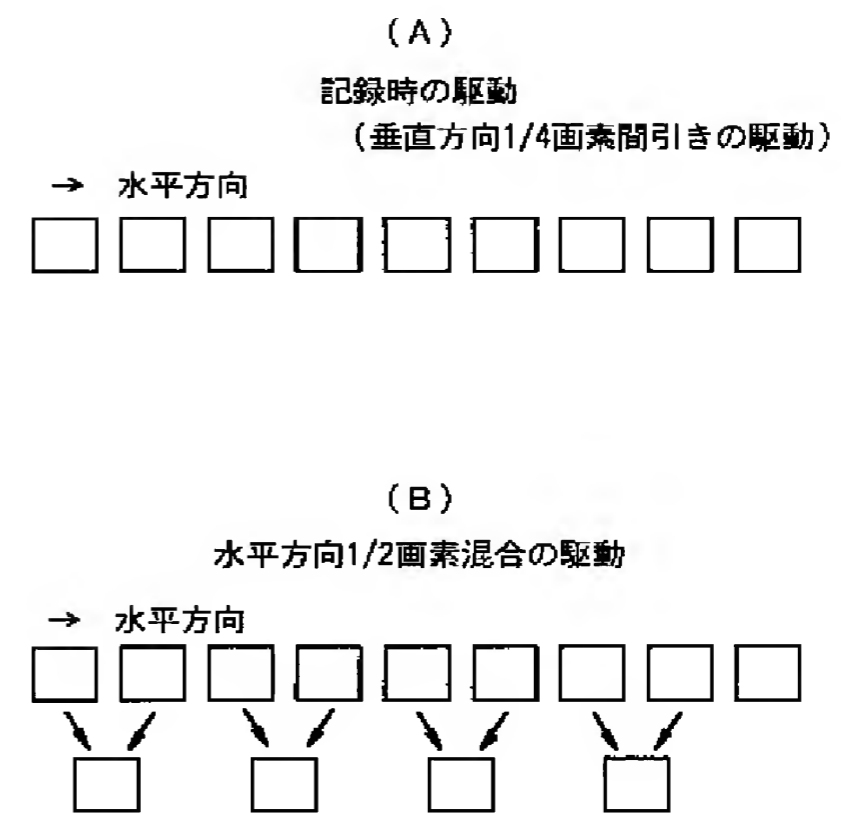 (A)
記録時の駆動
(垂直方向1/4画素間引きの駆動)
→ 水平方向
(B)
水平方向1/2画素混合の駆動
→ 水平方向